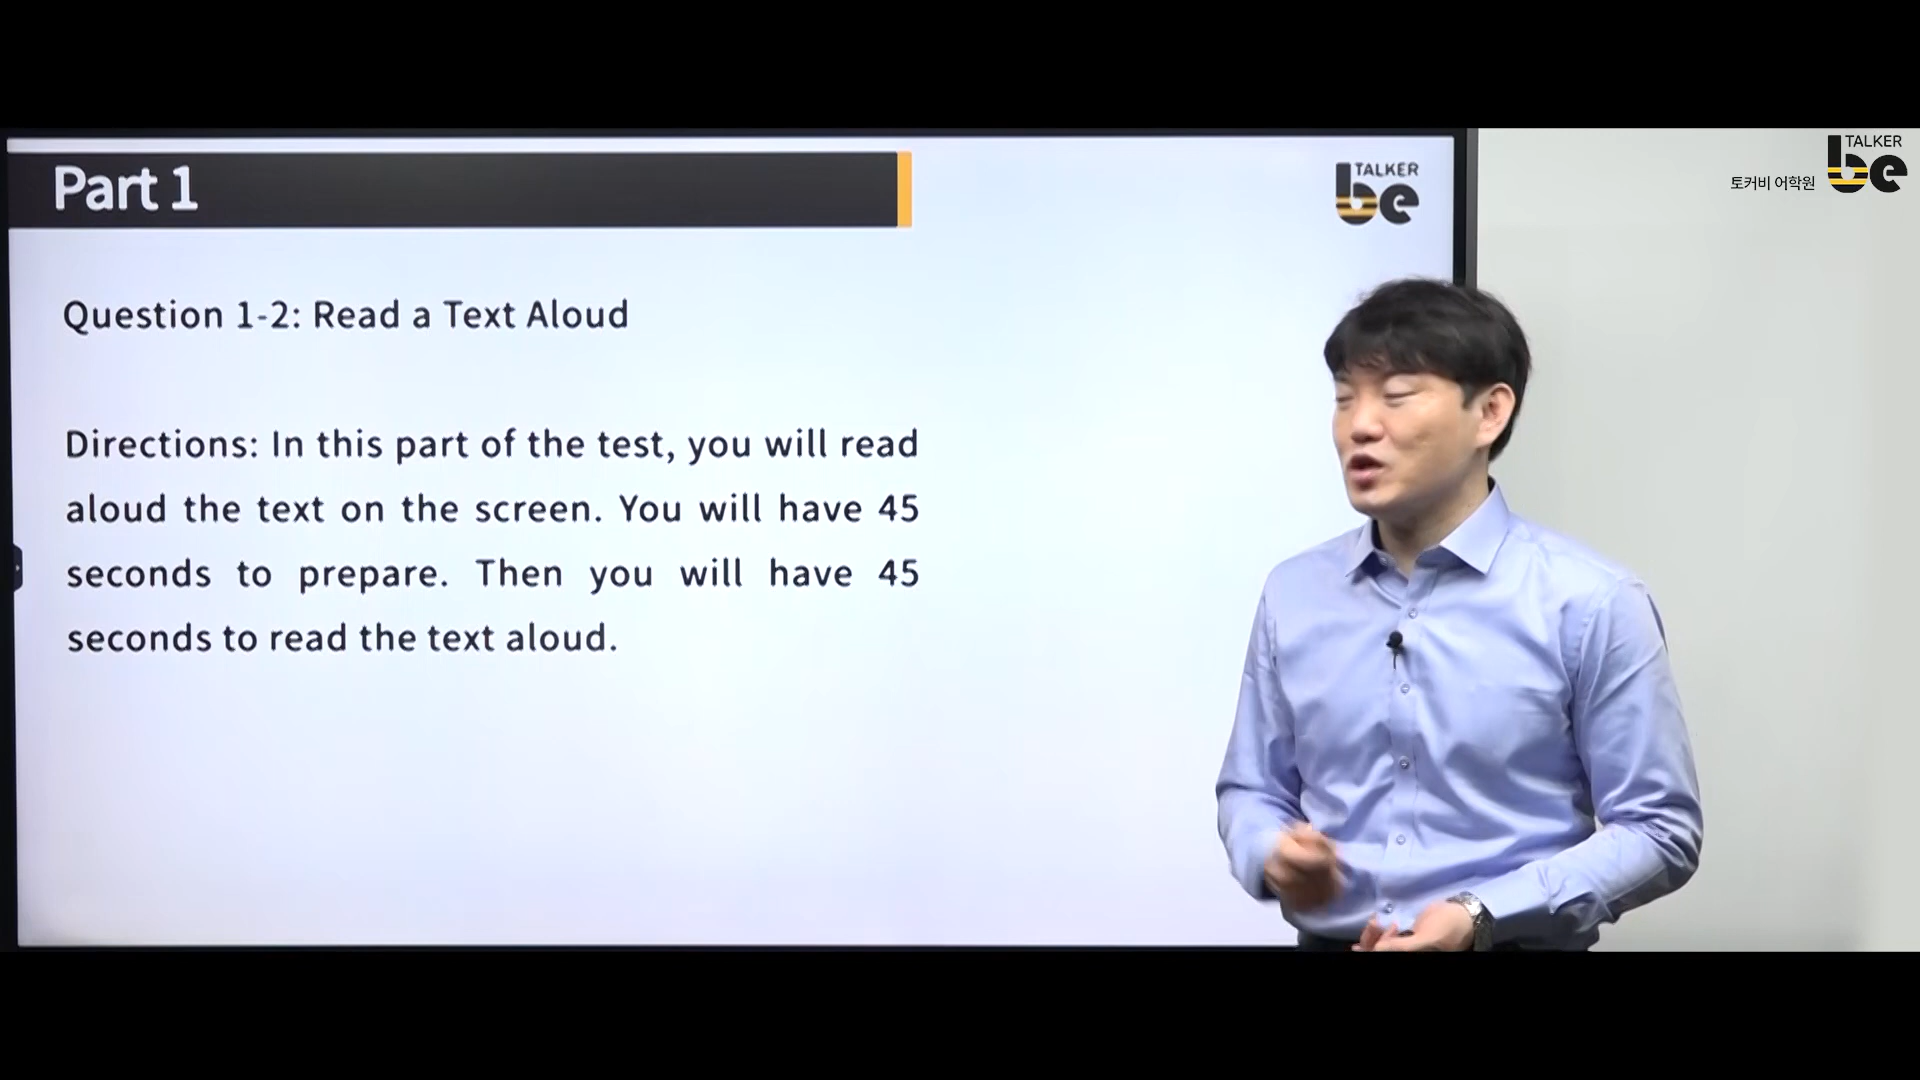 Part 1
TALKER
be
토커비 어학원
TALKER
be
Question 1-2: Read a Text Aloud
Directions: In this part of the test, you will read
aloud the text on the screen. You will have 45
seconds to prepare. Then you will have 45
seconds to read the text aloud.